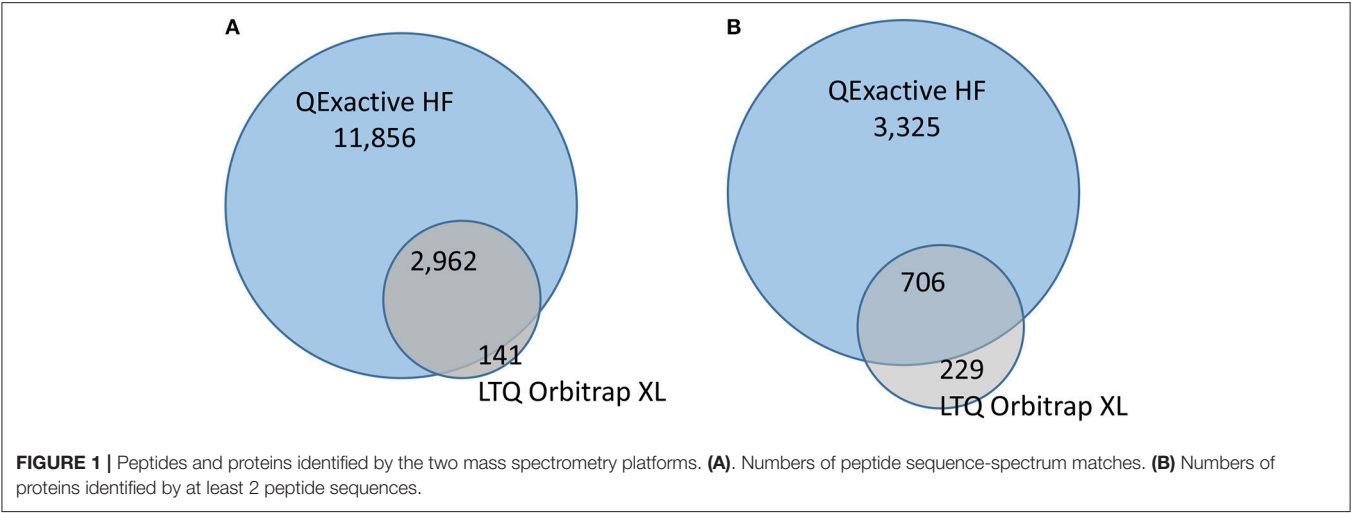 A
QExactive HF
11,856
2,962
141
LTQ Orbitrap XL
B
QExactive HF
3,325
706
229
LTQ Orbitrap XL
FIGURE 1 | Peptides and proteins identified by the two mass spectrometry platforms. (A). Numbers of peptide sequence-spectrum matches. (B) Numbers of
proteins identified by at least 2 peptide sequences.